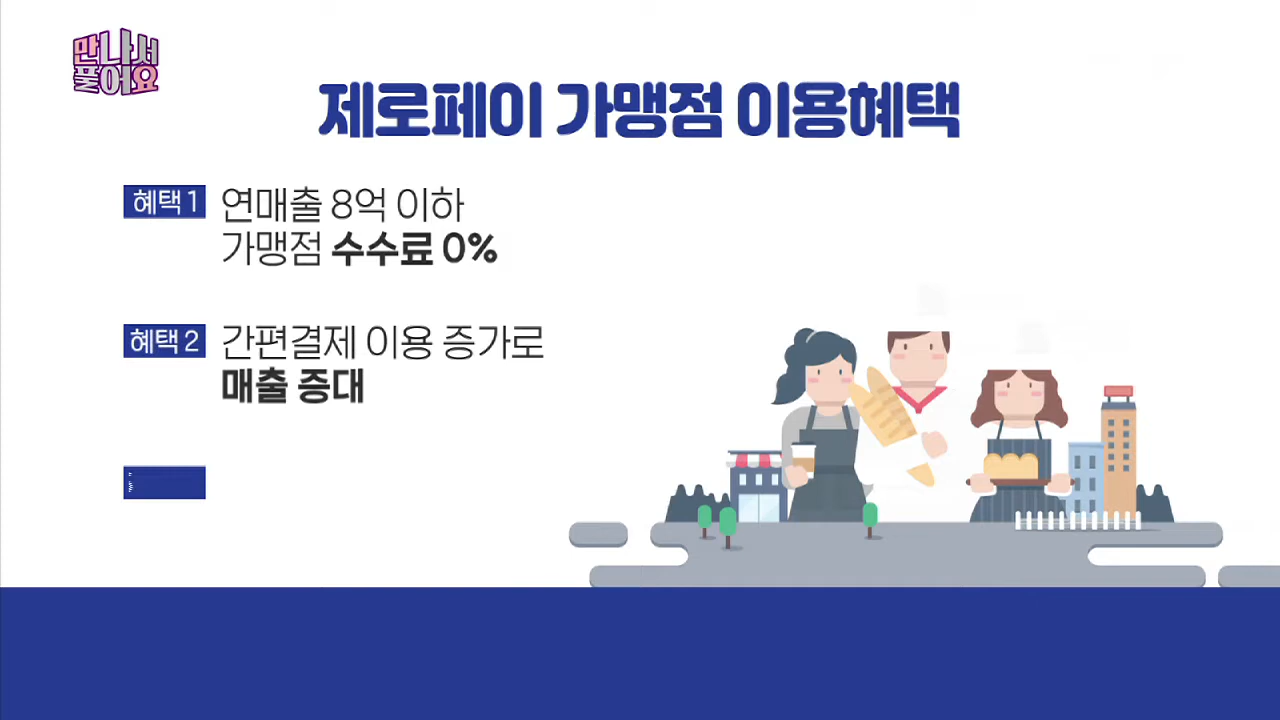 만나서
풀어요
제로페이 가맹점 이용혜택
혜택 1
연매출 8억 이하
가맹점 수수료 0%
혜택 2
간편결제 이용 증가로
매출 증대